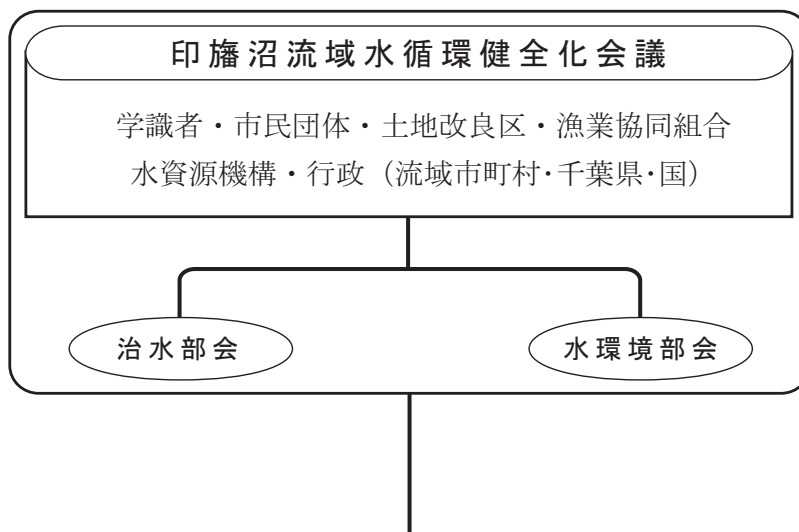 印旛沼流域水循環健全化会議
学識者・市民団体・土地改良区・漁業協同組合
水資源機構・行政（流域市町村･千葉県･国）
治水部会
水環境部会